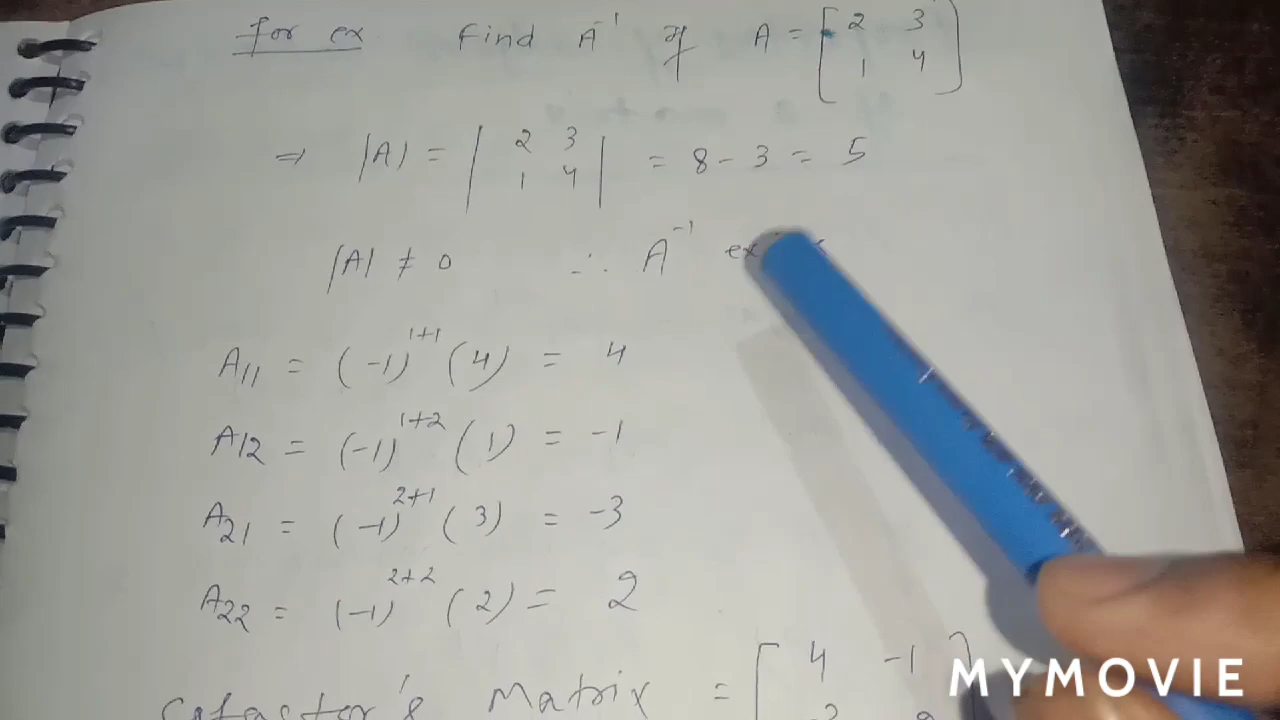 For ex Find A⁻¹ of A = [2 3
1 4]
⇒ |A| = |2 3
1 4| = 8 - 3 = 5
|A| ≠ 0 ∴ A⁻¹
A11 = (-1)^1+1 (4) = 4
A12 = (-1)^1+2 (1) = -1
A21 = (-1)^2+1 (3) = -3
A22 = (-1)^2+2 (2) = 2
Cofactor's Matrix = [4 -1
MYMOVIE